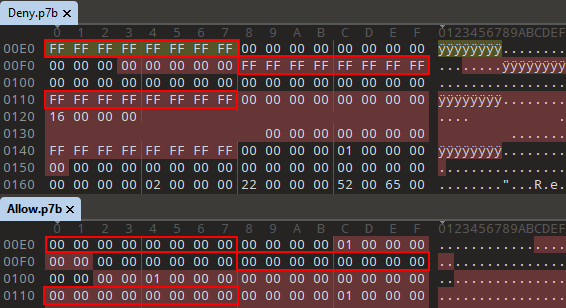 Deny.p7b ×
0 1 2 3 4 5 6 7 8 9 A B C D E F 0123456789ABCDEF
00E0 FF FF FF FF FF FF FF FF 00 00 00 00 00 00 00 00 ÿÿÿÿÿÿÿÿ........
00F0 00 00 00 00 00 00 00 00 FF FF FF FF FF FF FF FF ........ÿÿÿÿÿÿÿÿ
0100 00 00 00 00 00 00 00 00 00 00 00 00 00 00 00 00 ................
0110 FF FF FF FF FF FF FF FF 00 00 00 00 00 00 00 00 ÿÿÿÿÿÿÿÿ........
0120 16 00 00 00 ....
0130 00 00 00 00 00 00 00 .......
0140 FF FF FF FF FF FF FF FF 00 00 00 00 01 00 00 00 ÿÿÿÿÿÿÿÿ........
0150 00 00 00 00 00 00 00 00 00 00 00 00 00 00 00 00 ................
0160 00 00 00 00 02 00 00 00 22 00 00 00 52 00 65 00 ........"...R.e.
Allow.p7b ×
0 1 2 3 4 5 6 7 8 9 A B C D E F 0123456789ABCDEF
00E0 00 00 00 00 00 00 00 00 00 00 00 00 01 00 00 00 ................
00F0 00 00 00 00 00 00 00 00 00 00 00 00 00 00 00 00 ................
0100 00 00 00 00 01 00 00 00 00 00 00 00 00 00 00 00 ................
0110 00 00 00 00 00 00 00 00 00 00 00 00 01 00 00 00 ................